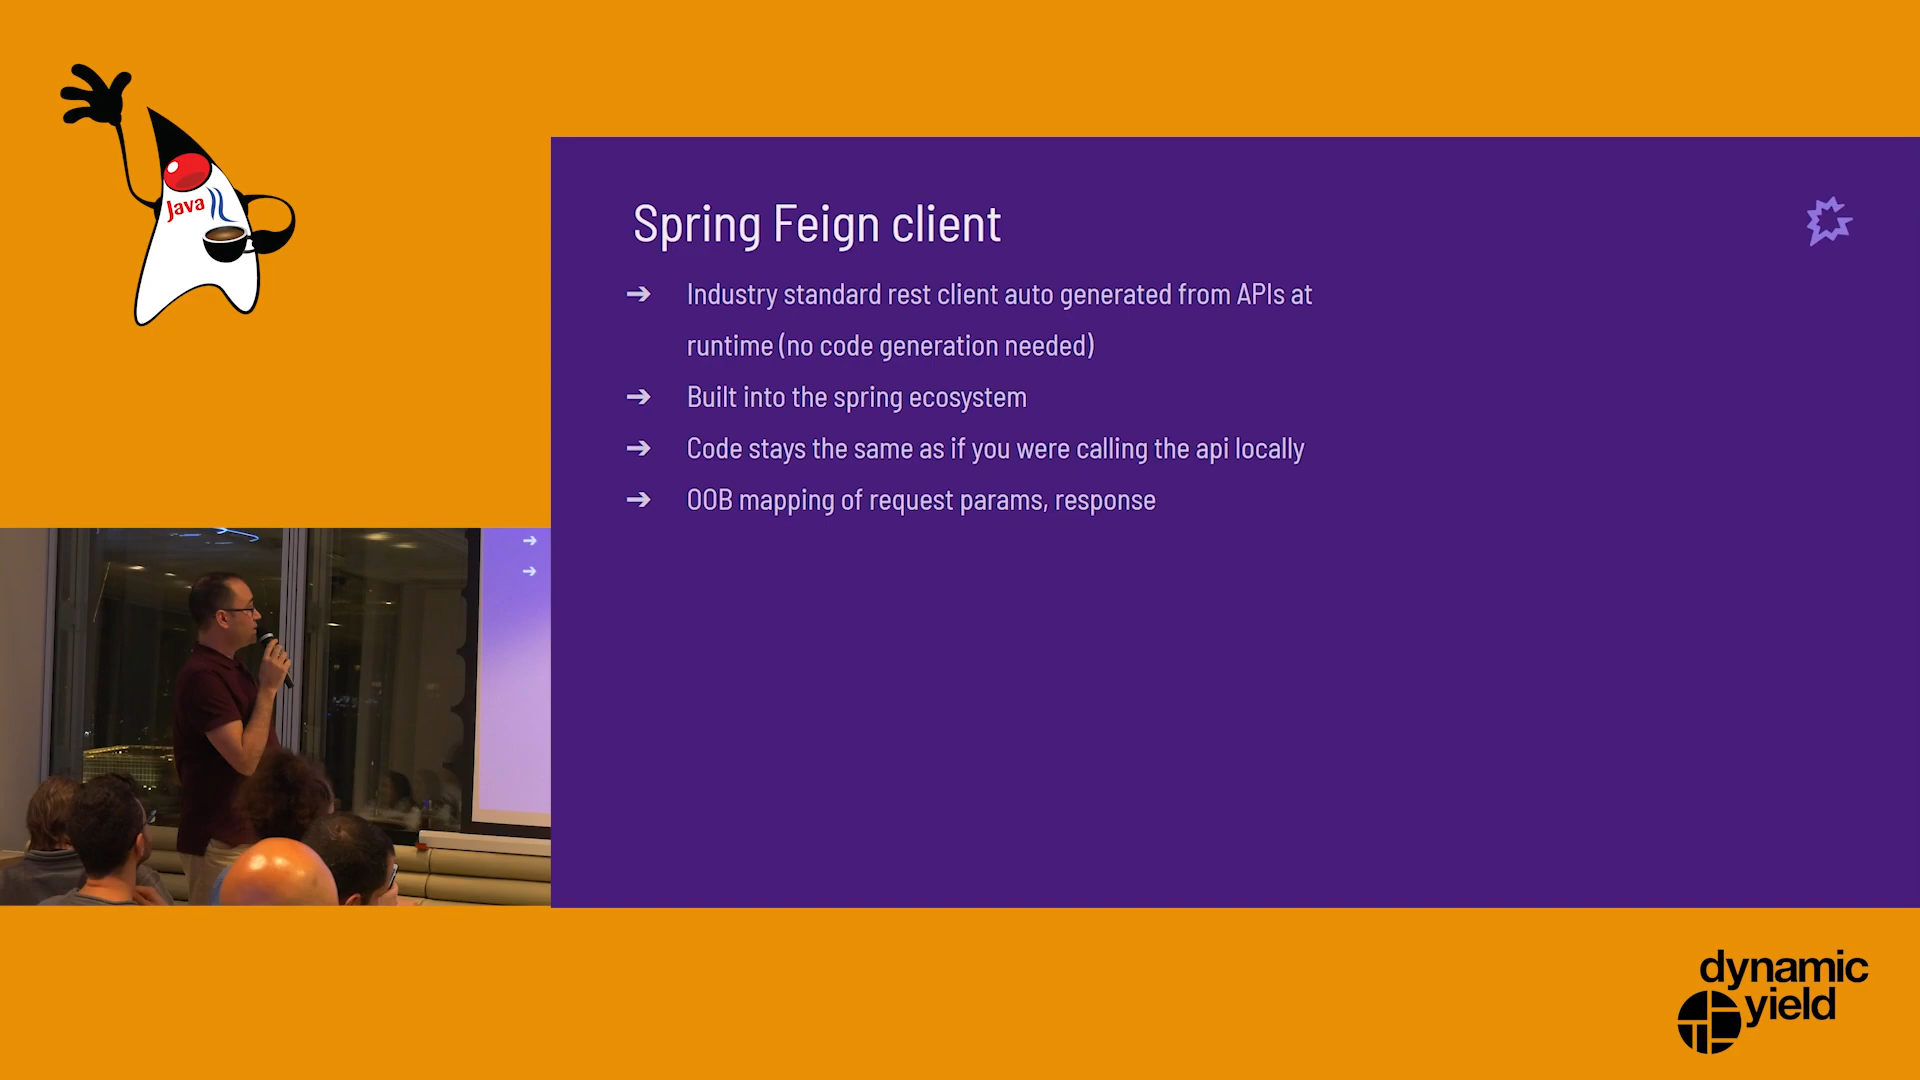 Java
Spring Feign client
➔ Industry standard rest client auto generated from APIs at
runtime (no code generation needed)
➔ Built into the spring ecosystem
➔ Code stays the same as if you were calling the api locally
➔ OOB mapping of request params, response
dynamic
yield